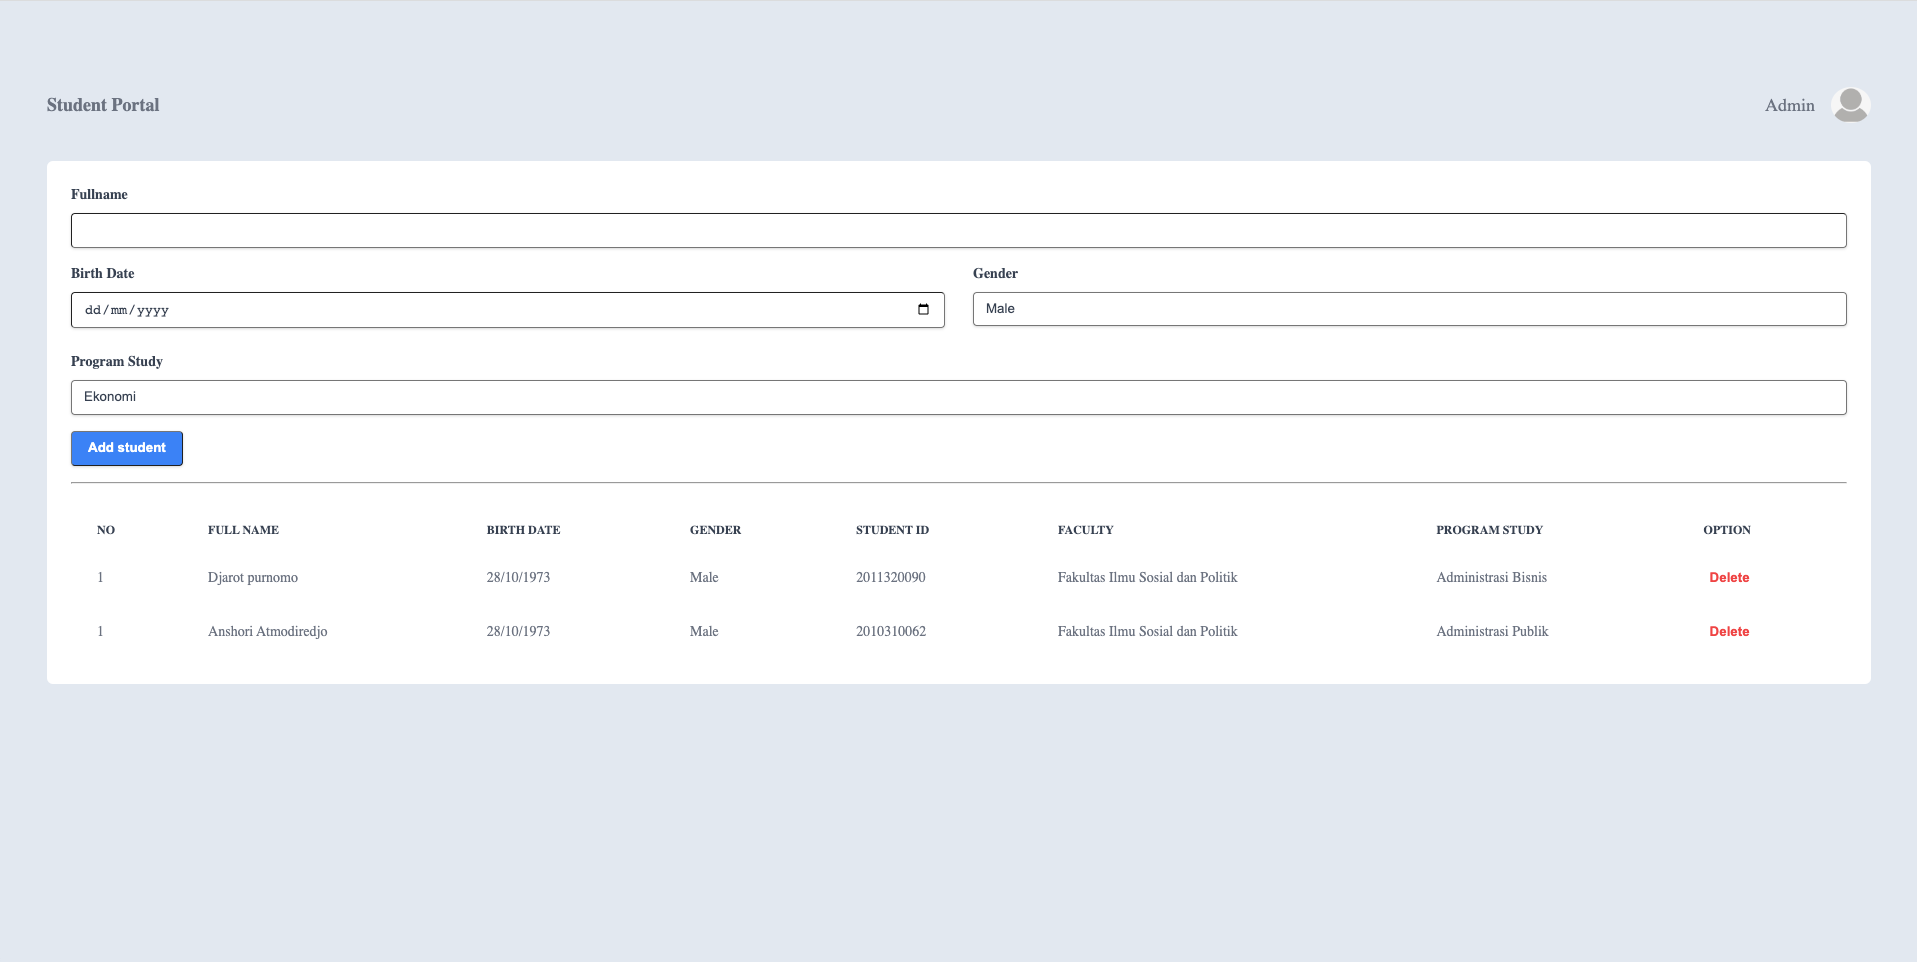 Student Portal
Admin
Fullname
Birth Date
Gender
dd/mm/yyyy
Male
Program Study
Ekonomi
Add student
NO FULL NAME BIRTH DATE GENDER STUDENT ID FACULTY PROGRAM STUDY OPTION
1 Djarot purnomo 28/10/1973 Male 2011320090 Fakultas Ilmu Sosial dan Politik Administrasi Bisnis Delete
1 Anshori Atmodiredjo 28/10/1973 Male 2010310062 Fakultas Ilmu Sosial dan Politik Administrasi Publik Delete